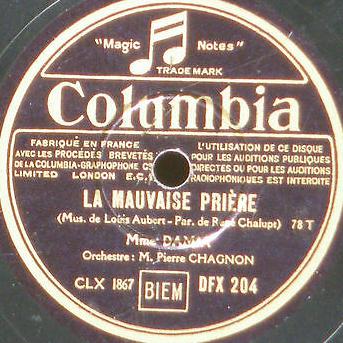 "Magic Notes"
TRADE MARK
Columbia
FABRIQUÉ EN FRANCE
AVEC LES PROCÉDÉS BREVETÉS
DE LA COLUMBIA-GRAPHOPHONE CO
LIMITED LONDON E.C.1
L'UTILISATION DE CE DISQUE
POUR LES AUDITIONS PUBLIQUES
DIRECTES OU POUR LES AUDITIONS
RADIOPHONIQUES EST INTERDITE
LA MAUVAISE PRIÈRE
(Mus. de Louis Aubert - Par. de René Chalupt) 78 T
Mme
Orchestre: M. Pierre CHAGNON
CLX 1867 BIEM DFX 204